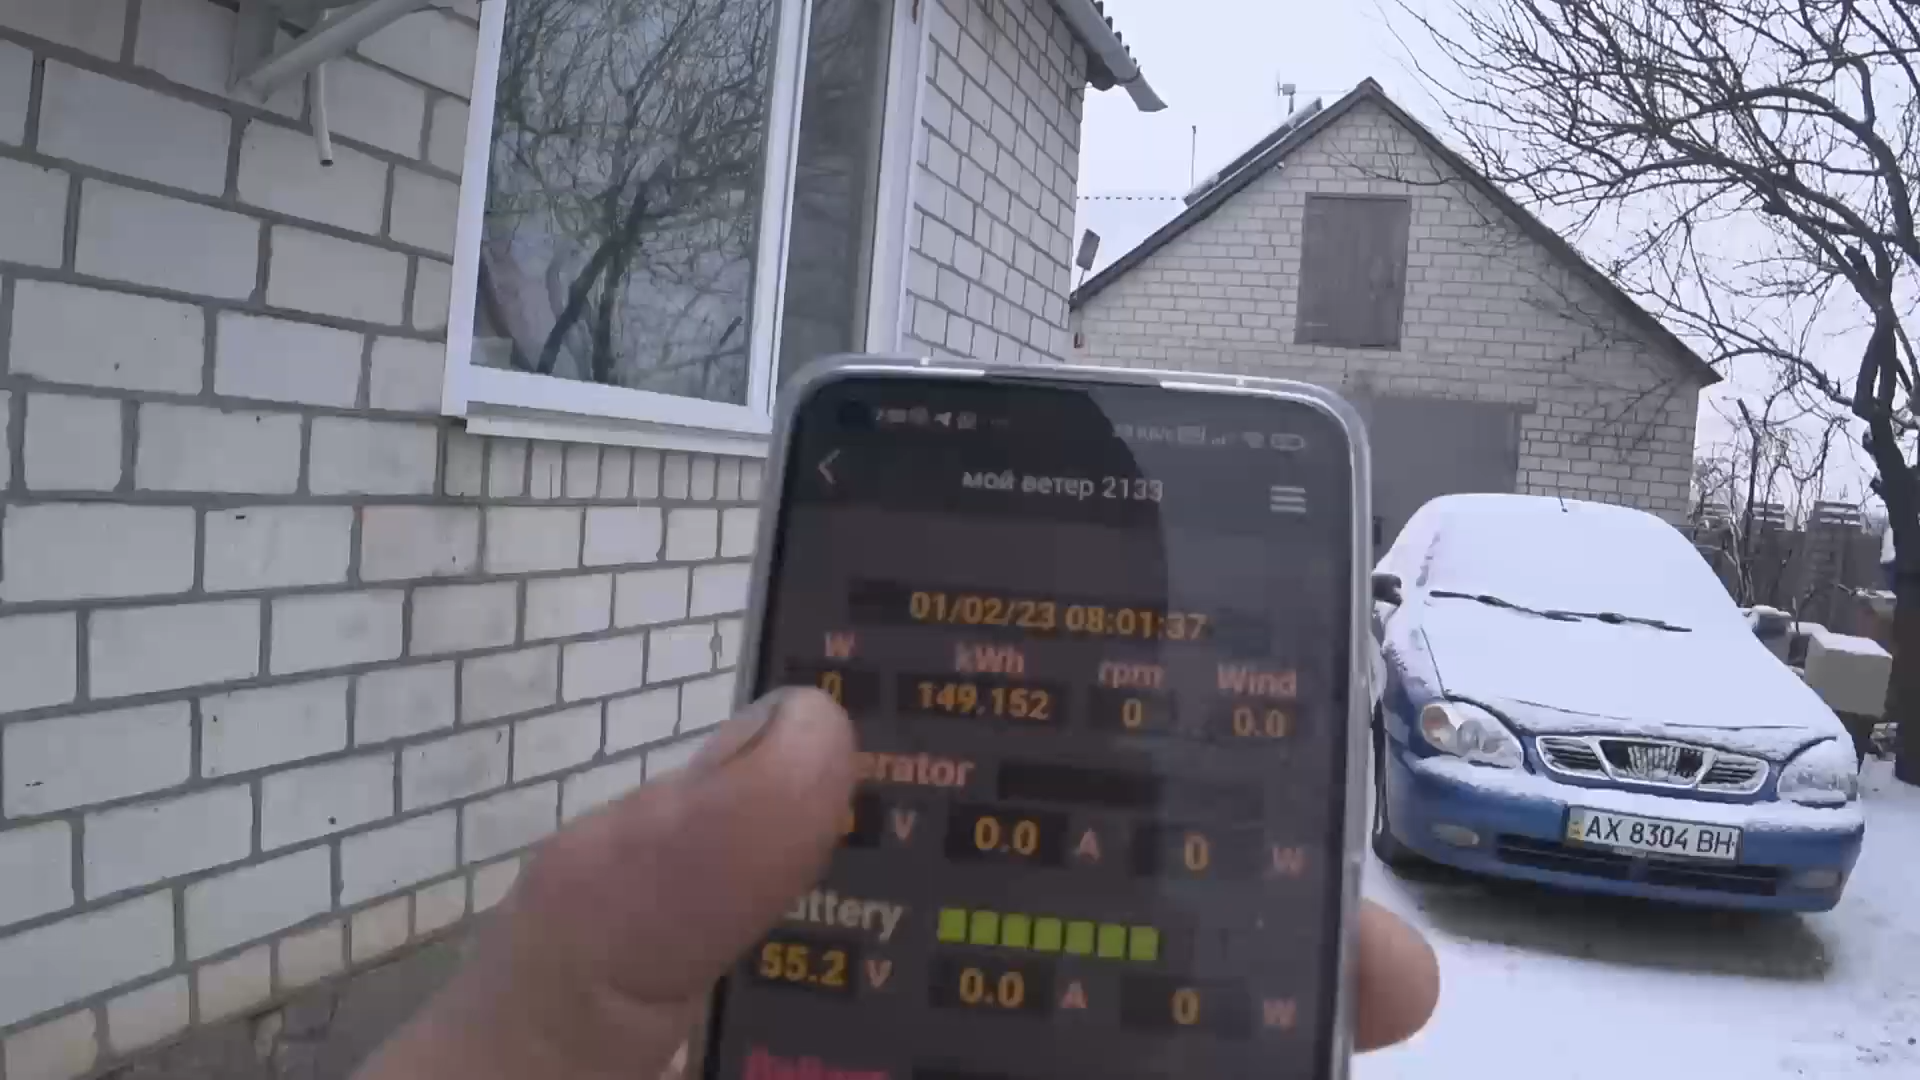 мой ветер 2133
01/02/23 08:01:37
W kWh rpm Wind
0 149.152 0 0.0
erator
V 0.0 A 0 W
attery
55.2 V 0.0 A 0 W
AX 8304 BH